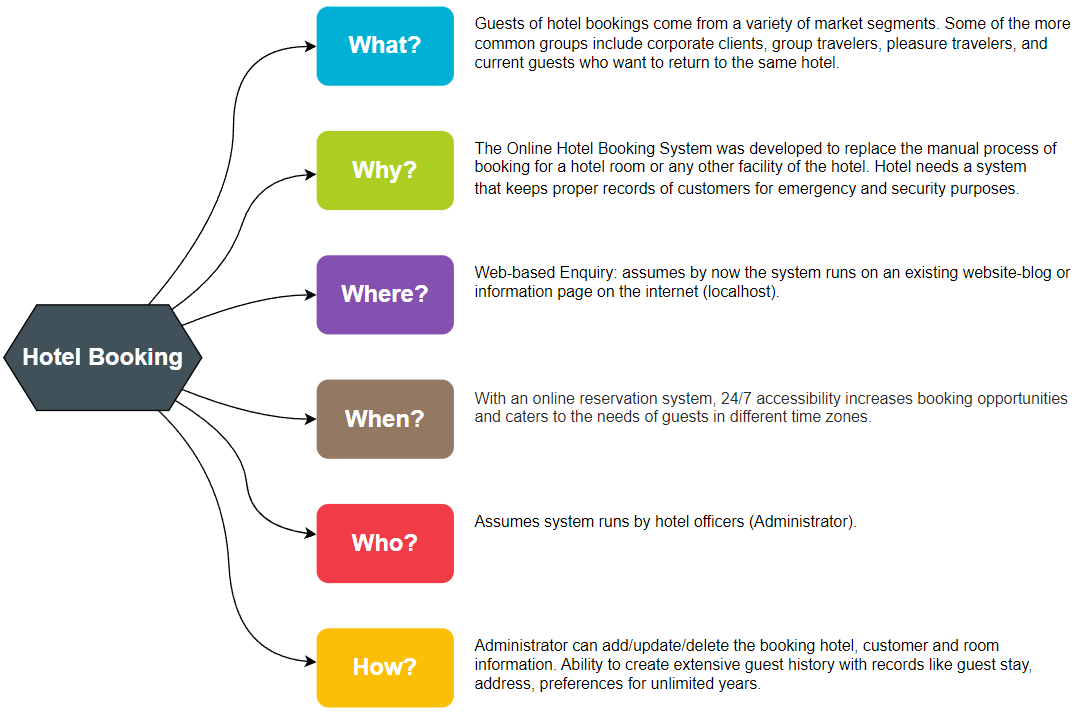 What?
Guests of hotel bookings come from a variety of market segments. Some of the more
common groups include corporate clients, group travelers, pleasure travelers, and
current guests who want to return to the same hotel.
Why?
The Online Hotel Booking System was developed to replace the manual process of
booking for a hotel room or any other facility of the hotel. Hotel needs a system
that keeps proper records of customers for emergency and security purposes.
Where?
Web-based Enquiry: assumes by now the system runs on an existing website-blog or
information page on the internet (localhost).
Hotel Booking
When?
With an online reservation system, 24/7 accessibility increases booking opportunities
and caters to the needs of guests in different time zones.
Who?
Assumes system runs by hotel officers (Administrator).
How?
Administrator can add/update/delete the booking hotel, customer and room
information. Ability to create extensive guest history with records like guest stay,
address, preferences for unlimited years.